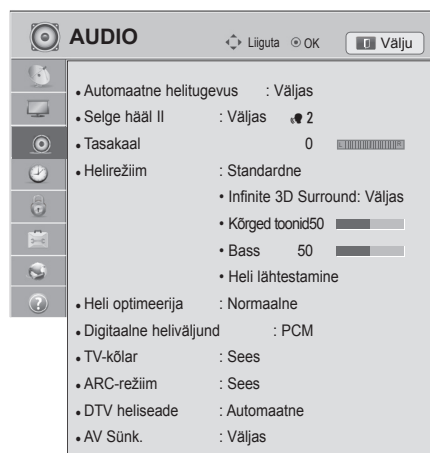 AUDIO Liiguta OK Välju
• Automaatne helitugevus : Väljas
• Selge hääl II : Väljas 2
• Tasakaal 0 L R
• Helirežiim : Standardne
• Infinite 3D Surround: Väljas
• Kõrged toonid50
• Bass 50
• Heli lähtestamine
• Heli optimeerija : Normaalne
• Digitaalne heliväljund : PCM
• TV-kõlar : Sees
• ARC-režiim : Sees
• DTV heliseade : Automaatne
• AV Sünk. : Väljas